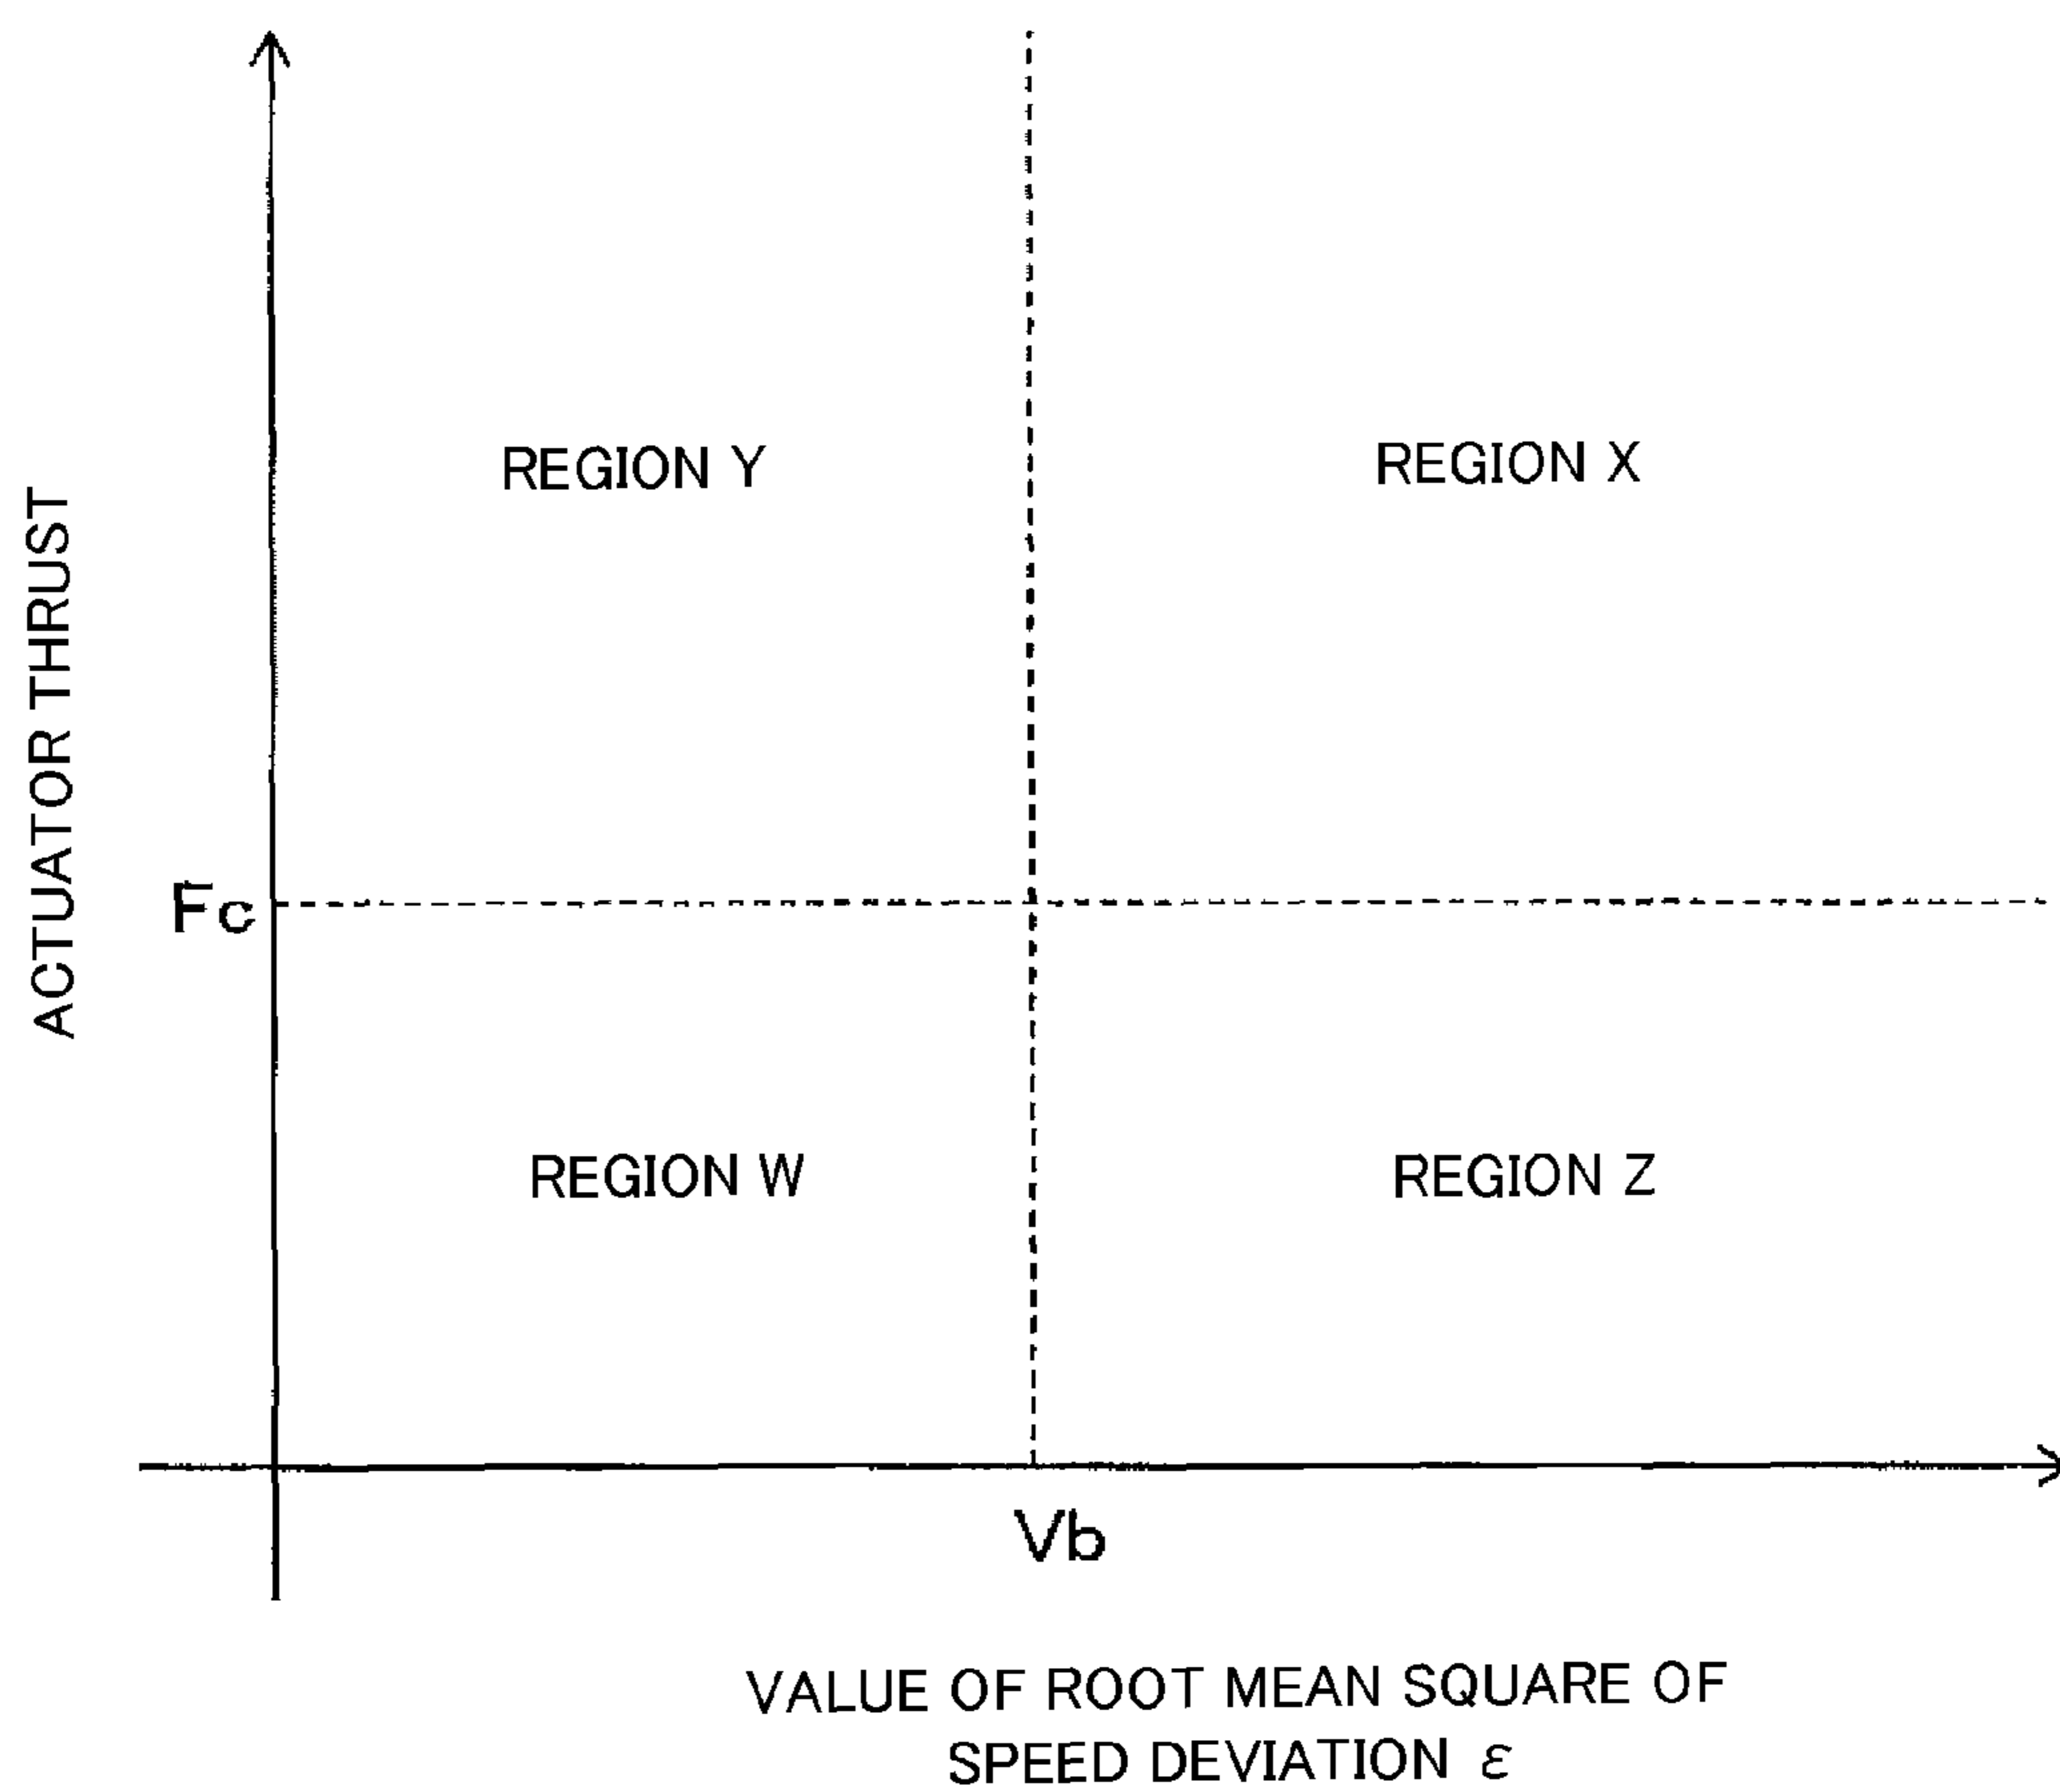 ACTUATOR THRUST
REGION Y
REGION X
Fc
REGION W
REGION Z
Vb
VALUE OF ROOT MEAN SQUARE OF
SPEED DEVIATION ε